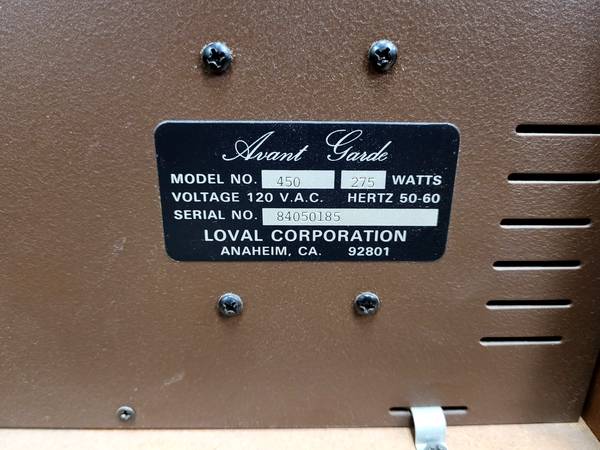 Avant Garde
MODEL NO. 450 275 WATTS
VOLTAGE 120 V.A.C. HERTZ 50-60
SERIAL NO. 84050185
LOVAL CORPORATION
ANAHEIM, CA. 92801